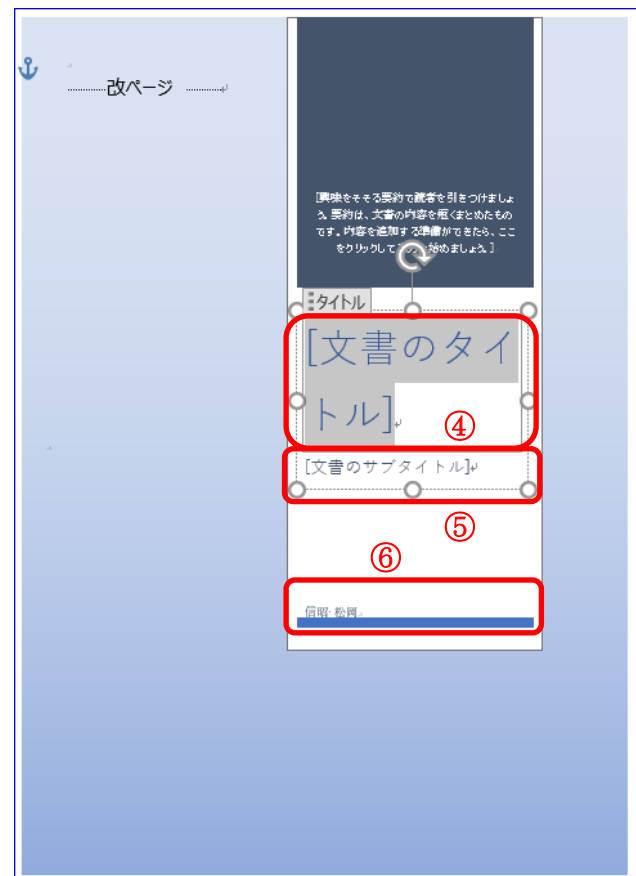 改ページ
[興味をそそる要約で読者を引きつけましょ
う。要約は、文書の内容を短くまとめたもの
です。内容を追加する準備ができたら、ここ
をクリックして 始めましょう。]
タイトル
[文書のタイ
トル]
④
[文書のサブタイトル]
⑤
⑥
信昭 松岡